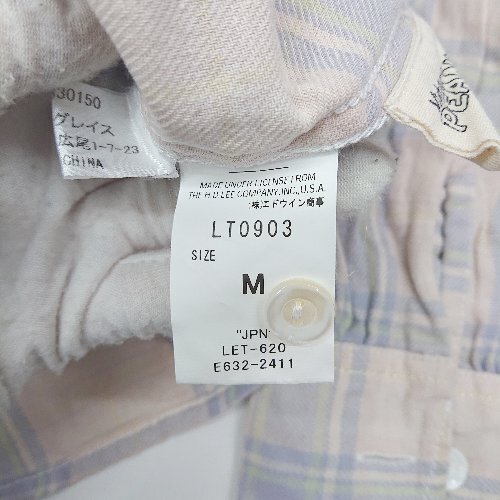 30150
グレイス
広尾1-7-23
CHINA
MADE UNDER LICENSE FROM
THE H.D.LEE COMPANY,INC.,U.S.A.
(株)エドウイン商事
LT0903
SIZE
M
"JPN"
LET-620
E632-2411
PEAN